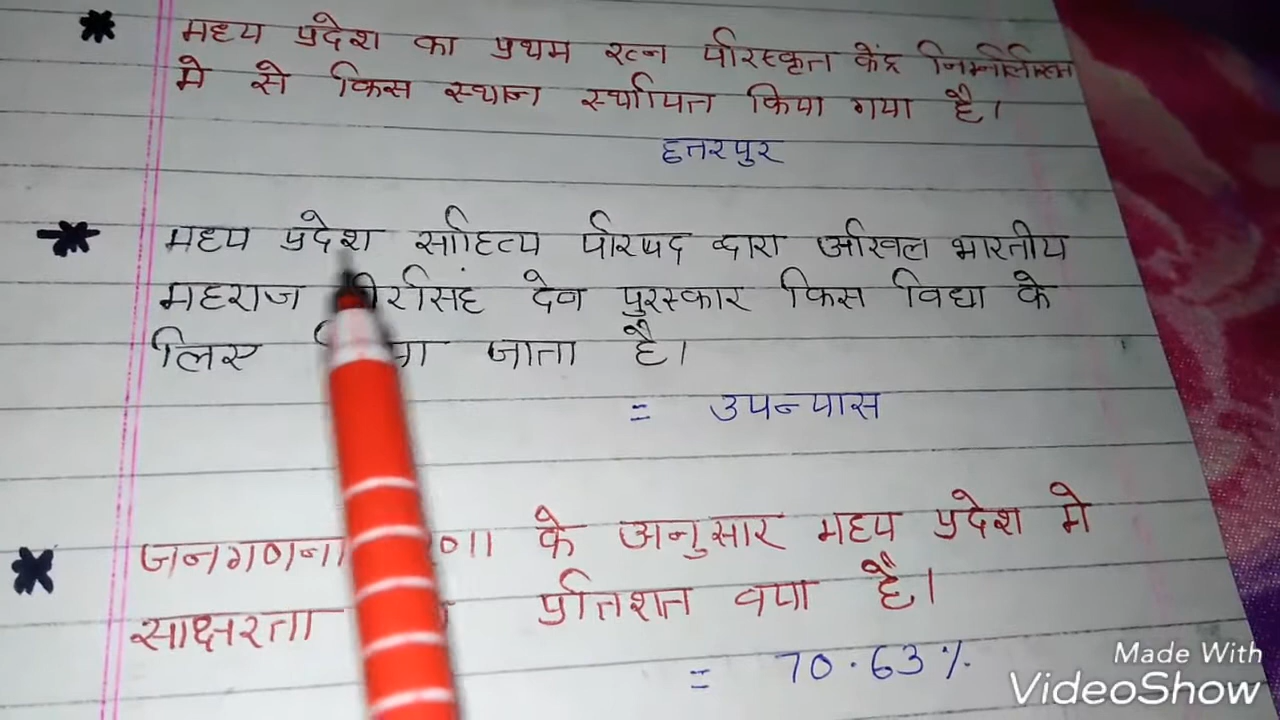 मध्य प्रदेश का प्रथम रत्न परिस्कृत केंद्र निम्नलिखित
मे से किस स्थान स्थापित किया गया है।
छतरपुर
मध्य प्रदेश साहित्य परिषद द्वारा अखिल भारतीय
महराज देव पुरस्कार किस विधा के
लिए जाता है।
= उपन्यास
जनगणना के अनुसार मध्य प्रदेश मे
साक्षरता प्रतिशत क्या है।
= 70.63%
Made With
VideoShow